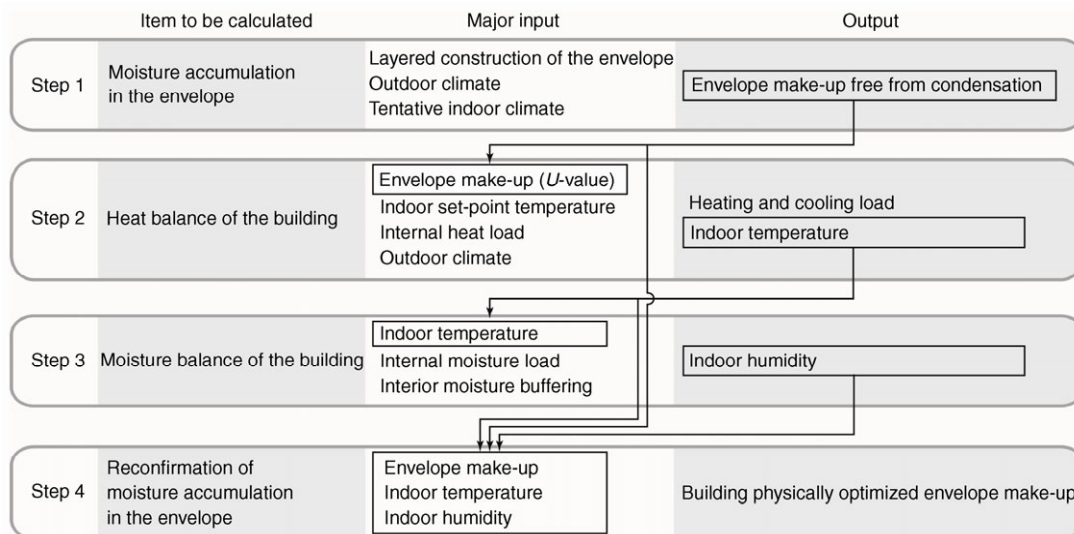 Item to be calculated
Major input
Output
Step 1
Moisture accumulation
in the envelope
Layered construction of the envelope
Outdoor climate
Tentative indoor climate
Envelope make-up free from condensation
Step 2
Heat balance of the building
Envelope make-up (U-value)
Indoor set-point temperature
Internal heat load
Outdoor climate
Heating and cooling load
Indoor temperature
Step 3
Moisture balance of the building
Indoor temperature
Internal moisture load
Interior moisture buffering
Indoor humidity
Step 4
Reconfirmation of
moisture accumulation
in the envelope
Envelope make-up
Indoor temperature
Indoor humidity
Building physically optimized envelope make-up